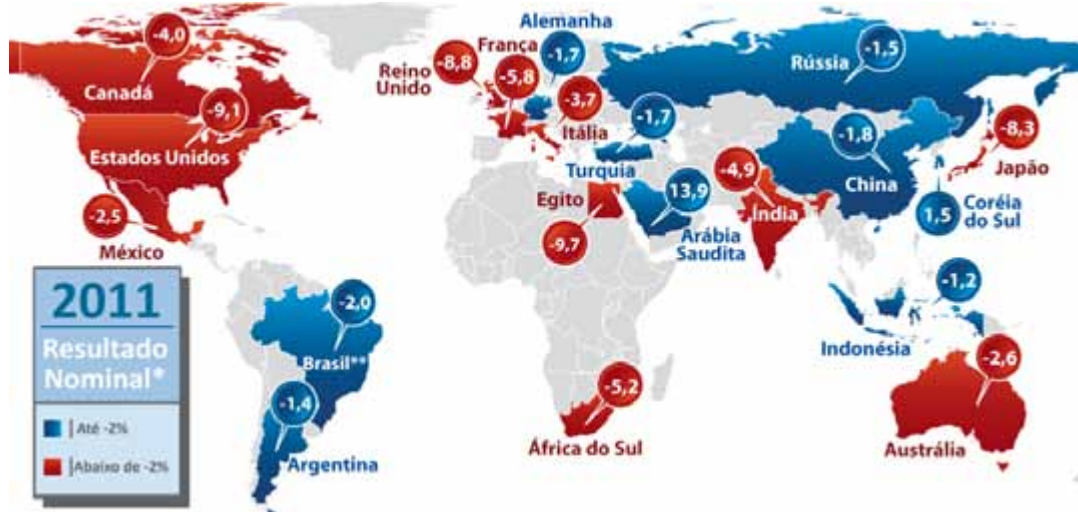 -4,0
Canadá
-9,1
Estados Unidos
-2,5
México
Alemanha
-1,7
França
-5,8
Reino
Unido
-8,8
-3,7
Itália
-1,7
Turquia
Rússia
-1,5
-1,8
China
-8,3
Japão
1,5
Coréia
do Sul
-4,9
Índia
13,9
Arábia
Saudita
Egito
-9,7
-1,2
Indonésia
-2,6
Austrália
-5,2
África do Sul
-2,0
Brasil**
-1,4
Argentina
2011
Resultado
Nominal*
Até -2%
Abaixo de -2%